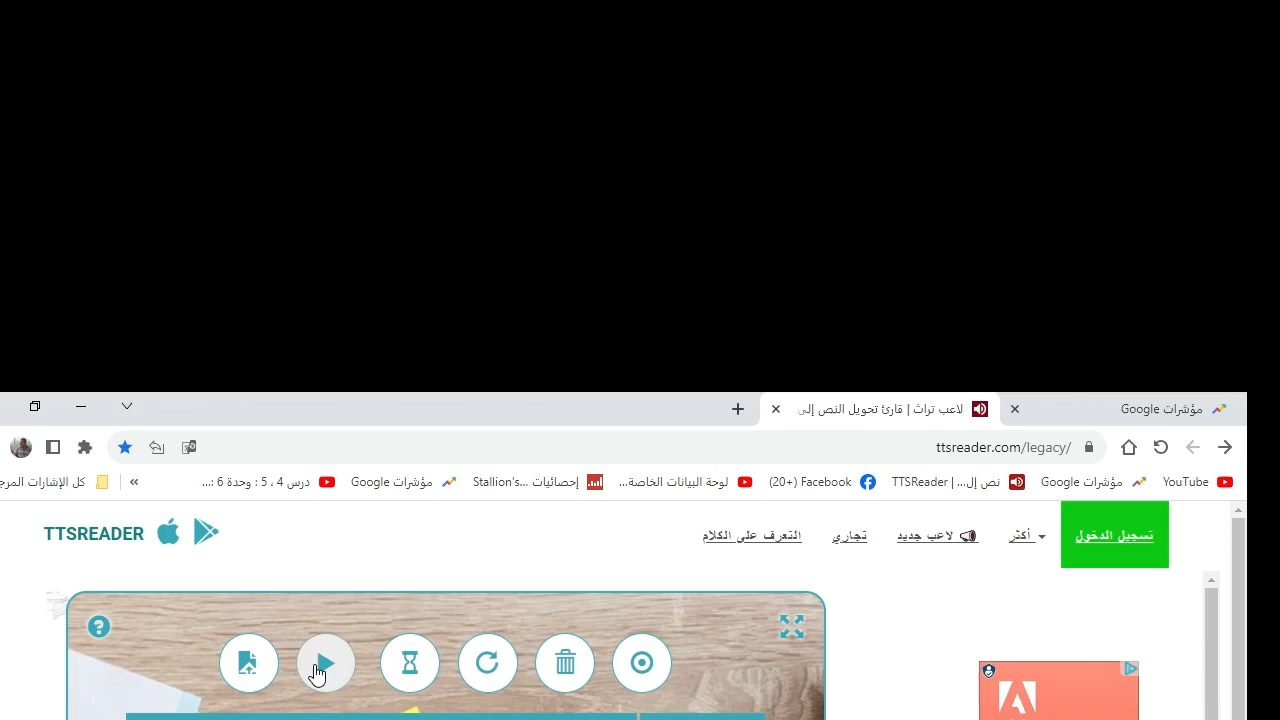 مؤشرات Google
لاعب تراث | قارئ تحويل النص إلى
ttsreader.com/legacy/
YouTube
مؤشرات Google
TTSReader | نص إل...
(20+) Facebook
لوحة البيانات الخاصة...
إحصائيات Stallion's...
مؤشرات Google
درس 4 ، 5 : وحدة 6 :...
كل الإشارات المرج
تسجيل الدخول
أكثر
لاعب جديد
تجاري
التعرف على الكلام
TTSREADER